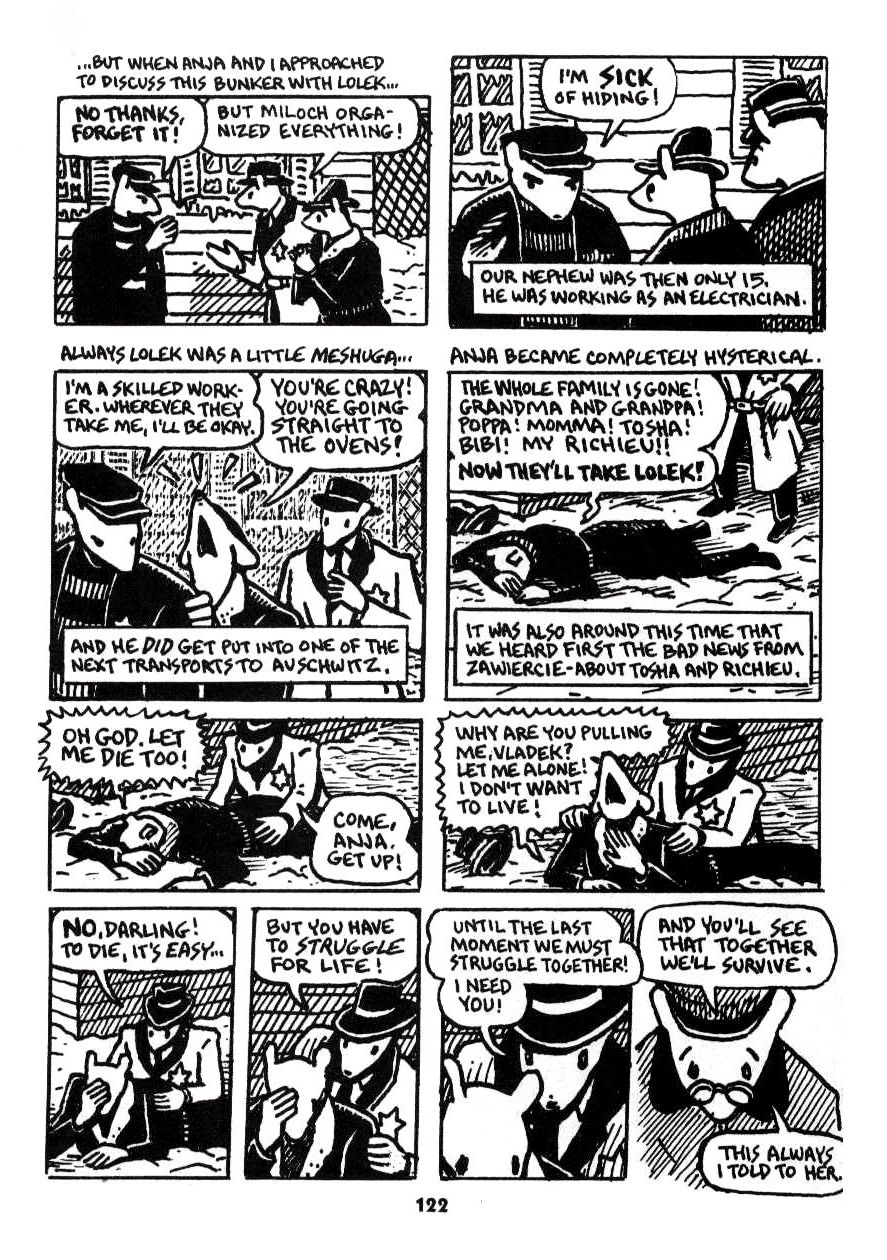 ...BUT WHEN ANJA AND I APPROACHED
TO DISCUSS THIS BUNKER WITH LOLEK...
NO THANKS,
FORGET IT!
BUT MILOCH ORGA-
NIZED EVERYTHING!
I'M SICK
OF HIDING!
OUR NEPHEW WAS THEN ONLY 15.
HE WAS WORKING AS AN ELECTRICIAN.
ALWAYS LOLEK WAS A LITTLE MESHUGA...
I'M A SKILLED WORK-
ER. WHEREVER THEY
TAKE ME, I'LL BE OKAY.
YOU'RE CRAZY!
YOU'RE GOING
STRAIGHT TO
THE OVENS!
AND HE DID GET PUT INTO ONE OF THE
NEXT TRANSPORTS TO AUSCHWITZ.
ANJA BECAME COMPLETELY HYSTERICAL.
THE WHOLE FAMILY IS GONE!
GRANDMA AND GRANDPA!
POPPA! MOMMA! TOSHA!
BIBI! MY RICHIEU!!
NOW THEY'LL TAKE LOLEK!
IT WAS ALSO AROUND THIS TIME THAT
WE HEARD FIRST THE BAD NEWS FROM
ZAWIERCIE-ABOUT TOSHA AND RICHIEU.
OH GOD. LET
ME DIE TOO!
COME,
ANJA.
GET UP!
WHY ARE YOU PULLING
ME, VLADEK?
LET ME ALONE!
I DON'T WANT
TO LIVE!
NO, DARLING!
TO DIE, IT'S EASY...
BUT YOU HAVE
TO STRUGGLE
FOR LIFE!
UNTIL THE LAST
MOMENT WE MUST
STRUGGLE TOGETHER!
I NEED
YOU!
AND YOU'LL SEE
THAT TOGETHER
WE'LL SURVIVE.
THIS ALWAYS
I TOLD TO HER.
122